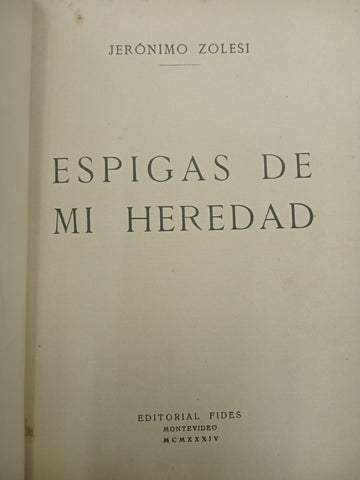 JERÓNIMO ZOLESI
ESPIGAS DE
MI HEREDAD
EDITORIAL FIDES
MONTEVIDEO
MCMXXXIV